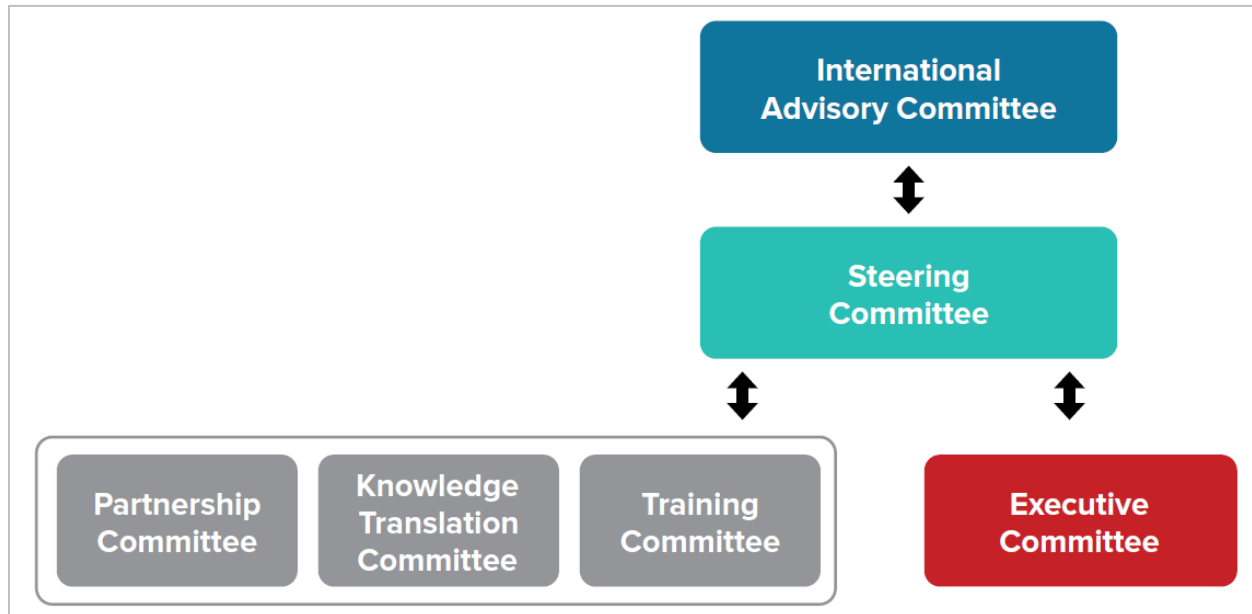 International
Advisory Committee
Steering
Committee
Partnership
Committee
Knowledge
Translation
Committee
Training
Committee
Executive
Committee